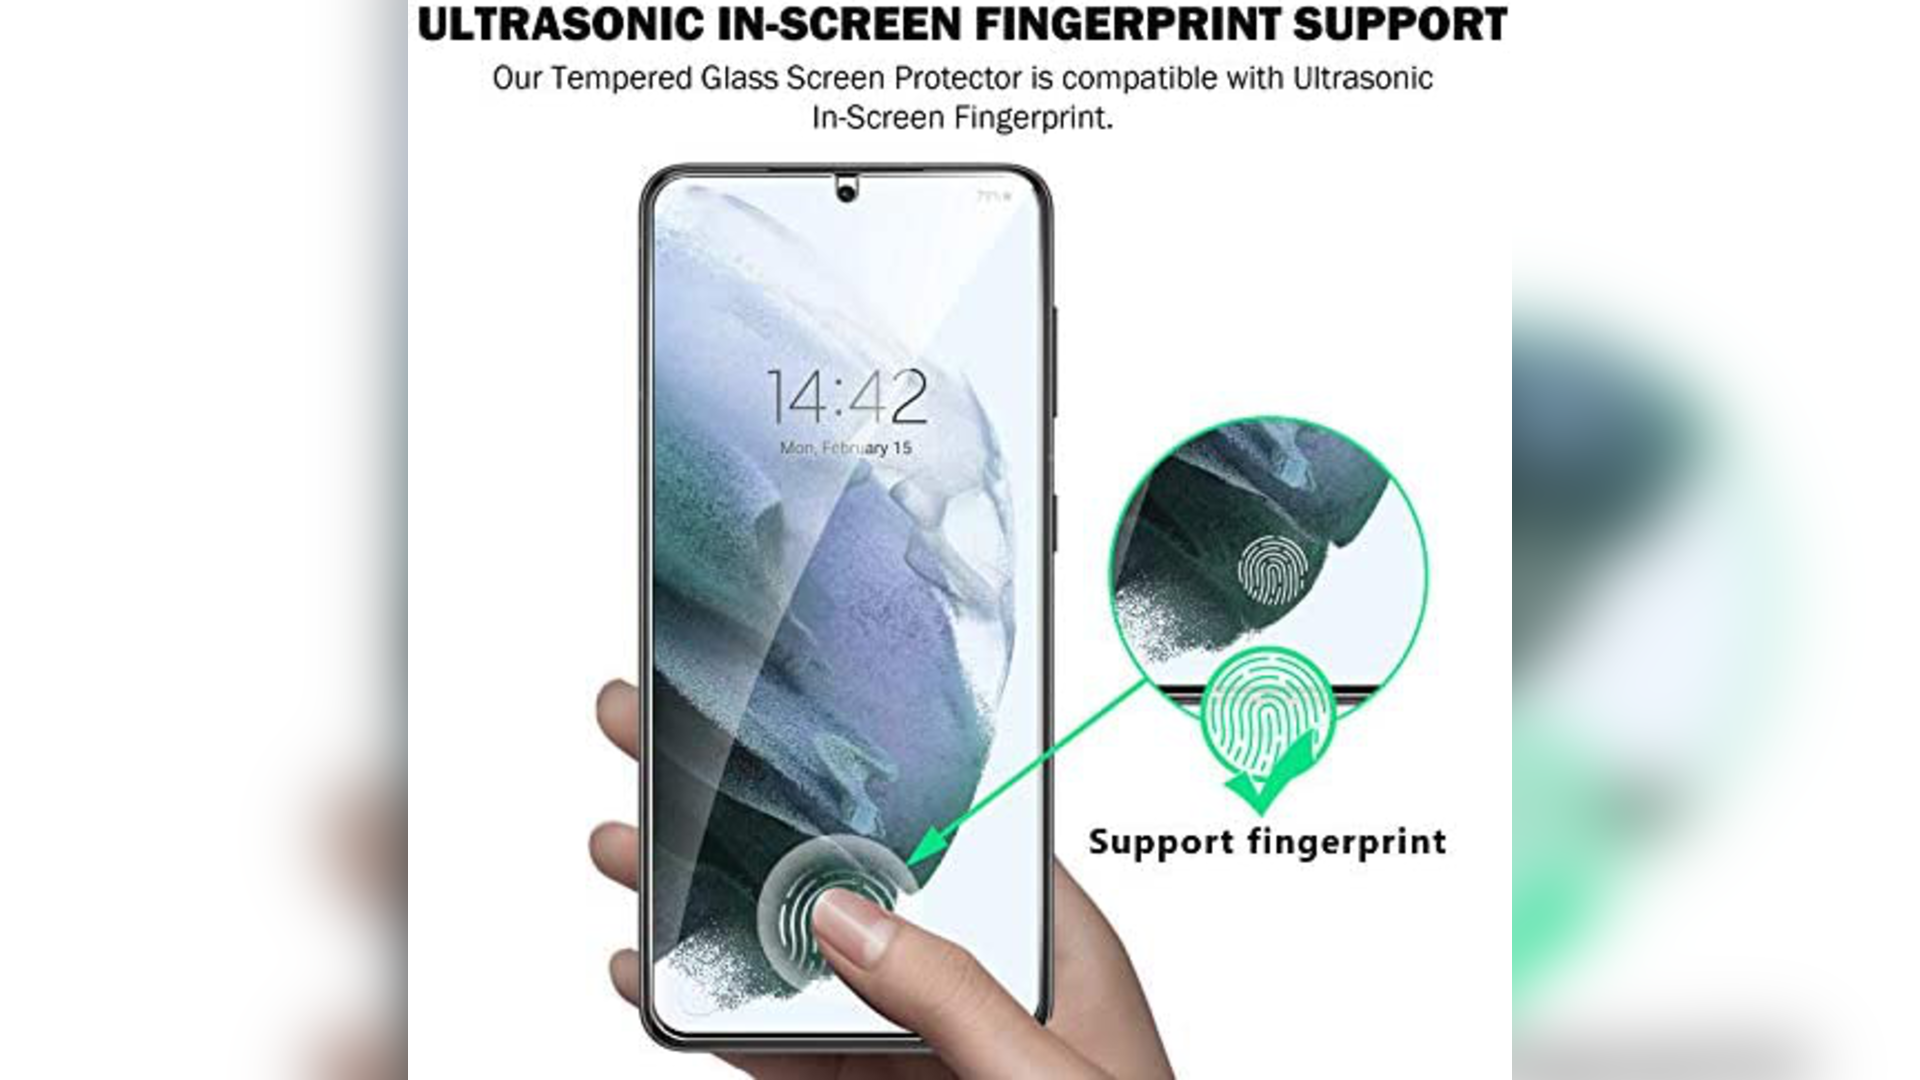 ULTRASONIC IN-SCREEN FINGERPRINT SUPPORT
Our Tempered Glass Screen Protector is compatible with Ultrasonic
In-Screen Fingerprint.
14:42
Mon, February 15
Support fingerprint